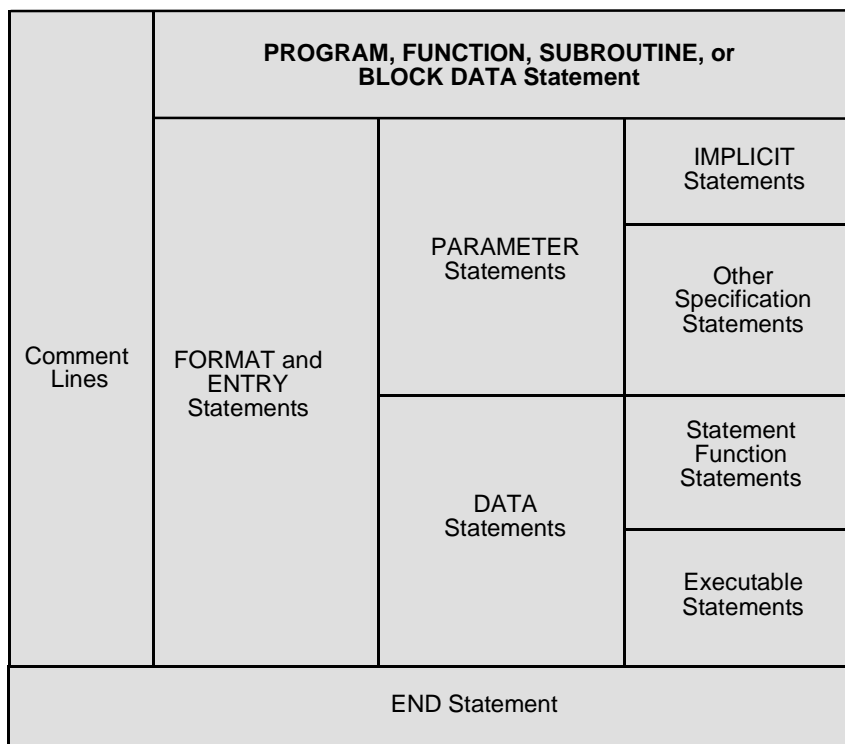 PROGRAM, FUNCTION, SUBROUTINE, or
BLOCK DATA Statement
Comment
Lines
FORMAT and
ENTRY
Statements
PARAMETER
Statements
IMPLICIT
Statements
Other
Specification
Statements
DATA
Statements
Statement
Function
Statements
Executable
Statements
END Statement